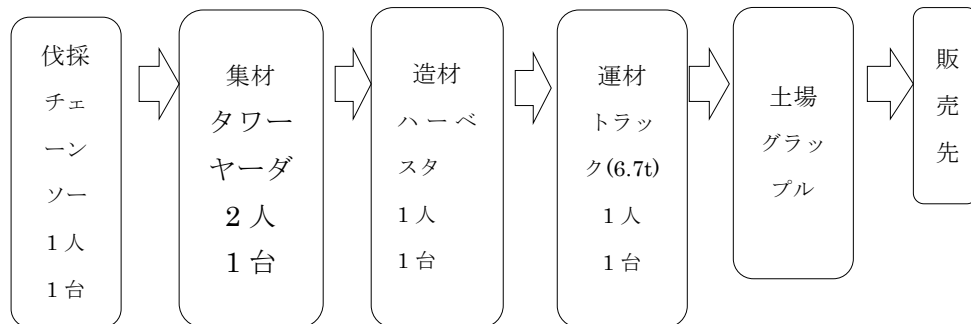 伐採
チェ
ーン
ソー
1人
1台
集材
タワー
ヤーダ
2人
1台
造材
ハーベ
スタ
1人
1台
運材
トラッ
ク(6.7t)
1人
1台
土場
グラッ
プル
販
売
先